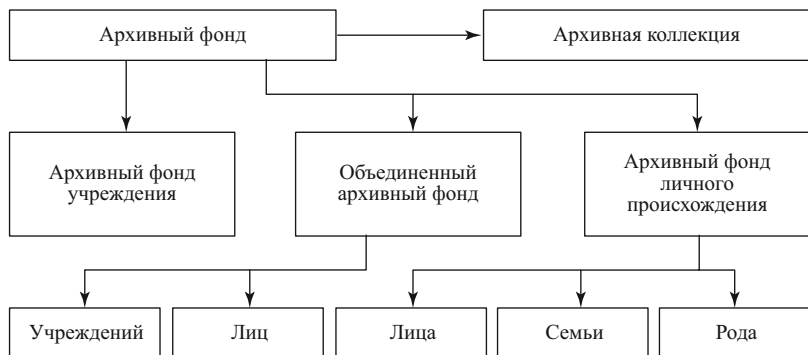 Архивный фонд
Архивная коллекция
Архивный фонд
учреждения
Объединенный
архивный фонд
Архивный фонд
личного
происхождения
Учреждений
Лиц
Лица
Семьи
Рода